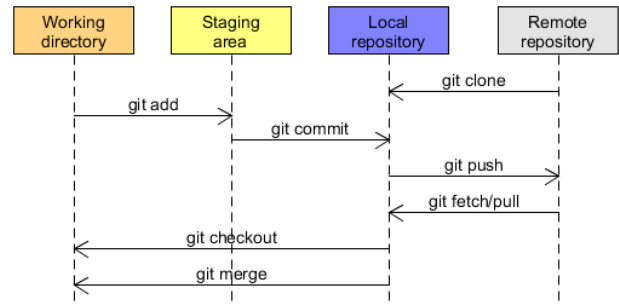 Working
directory
Staging
area
Local
repository
Remote
repository
git clone
git add
git commit
git push
git fetch/pull
git checkout
git merge